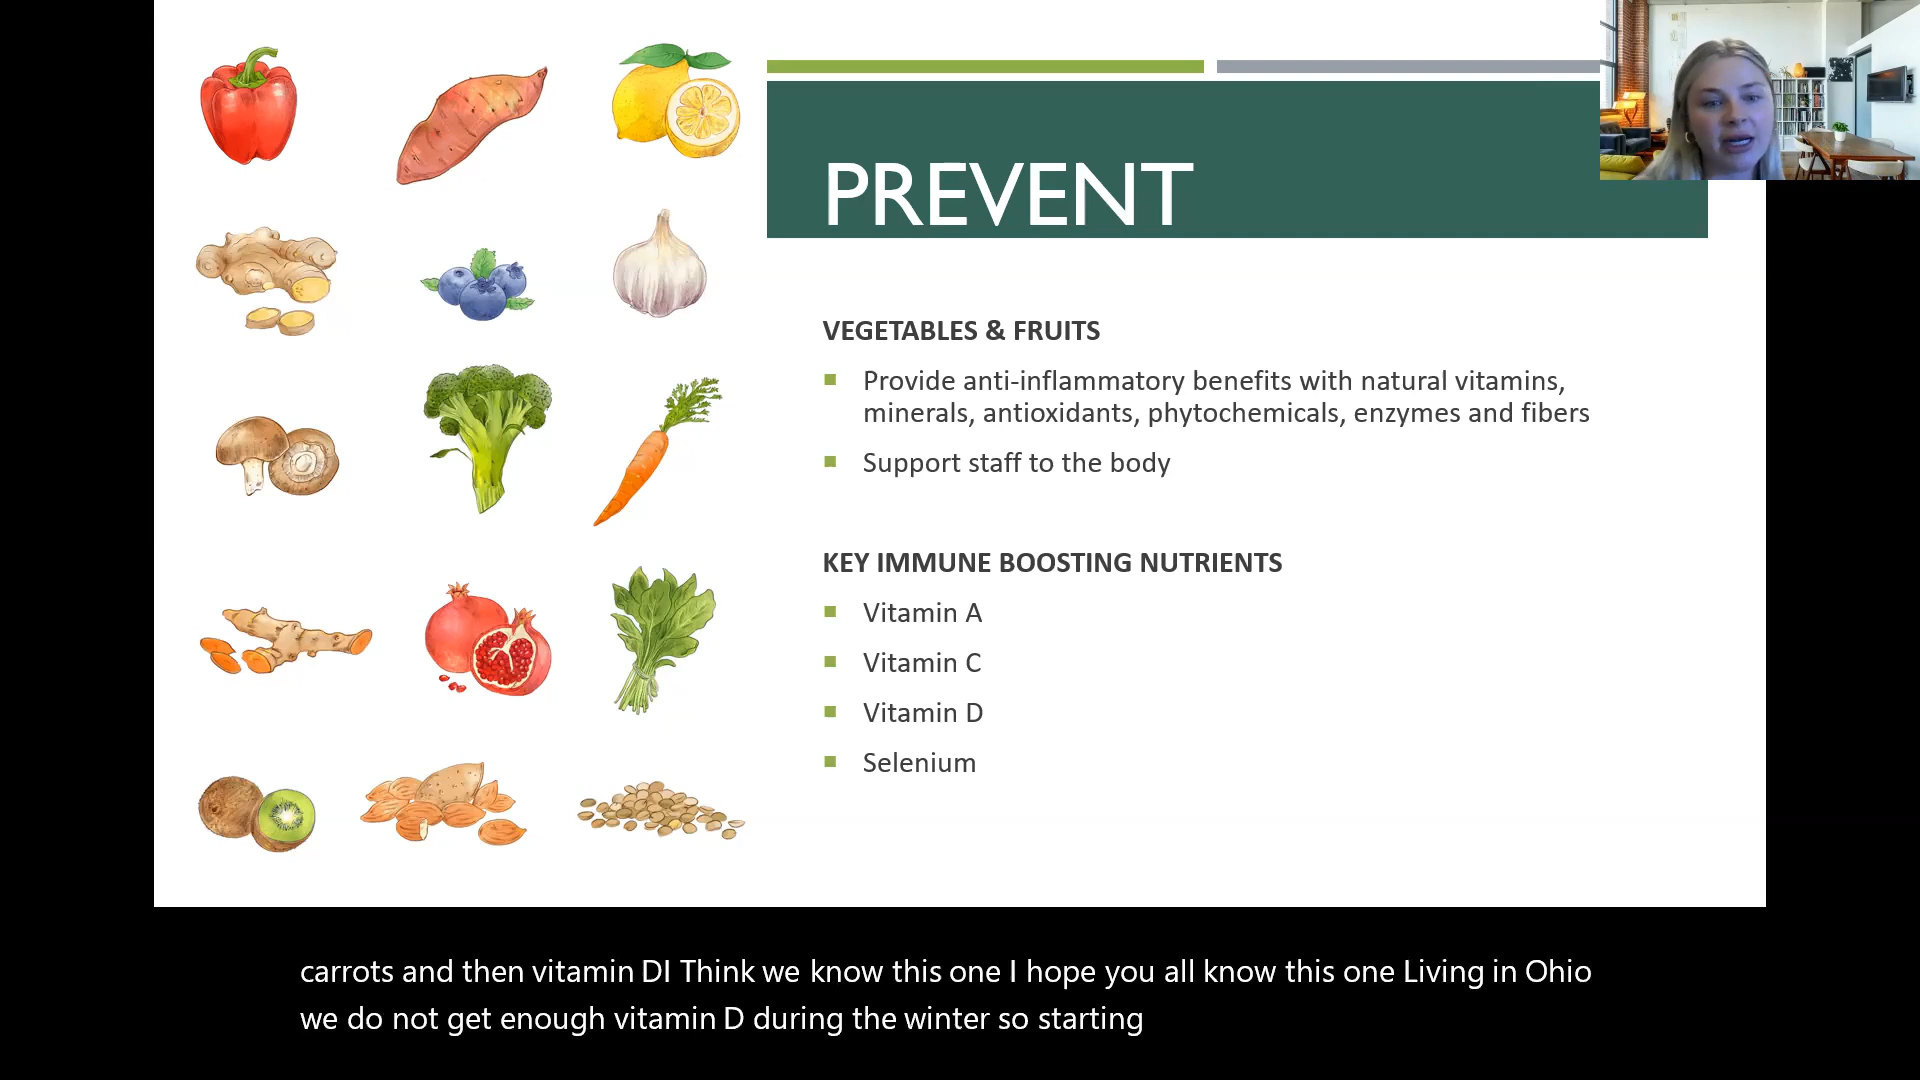 PREVENT
VEGETABLES & FRUITS
Provide anti-inflammatory benefits with natural vitamins,
minerals, antioxidants, phytochemicals, enzymes and fibers
Support staff to the body
KEY IMMUNE BOOSTING NUTRIENTS
Vitamin A
Vitamin C
Vitamin D
Selenium
carrots and then vitamin DI Think we know this one I hope you all know this one Living in Ohio
we do not get enough vitamin D during the winter so starting